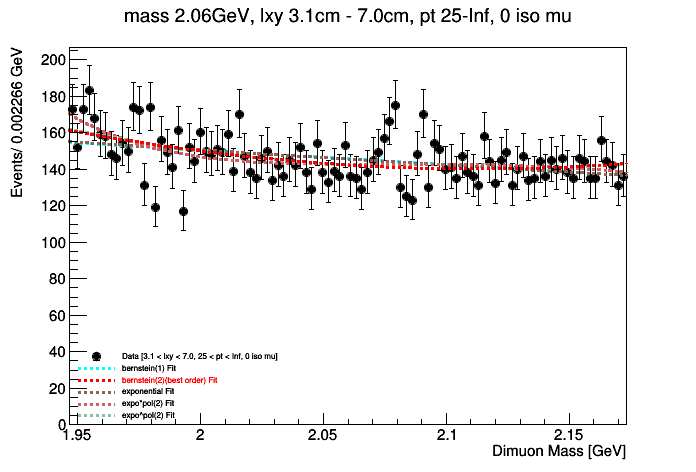 mass 2.06GeV, lxy 3.1cm - 7.0cm, pt 25-Inf, 0 iso mu
Events/ 0.002266 GeV
200
180
160
140
120
100
80
60
40
20
0
Data [3.1 < lxy < 7.0, 25 < pt < Inf, 0 iso mu]
bernstein(1) Fit
bernstein(2)(best order) Fit
exponential Fit
expo*pol(2) Fit
expo^pol(2) Fit
1.95 2 2.05 2.1 2.15
Dimuon Mass [GeV]